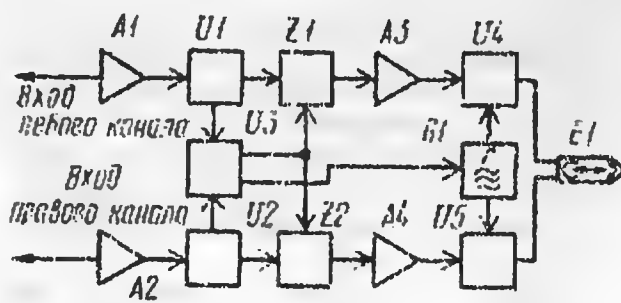 A1 U1 Z1 A3 U4
Вход
левого канала
U3
G1
E1
Вход
правого канала
U2 Z2 A4 U5
A2